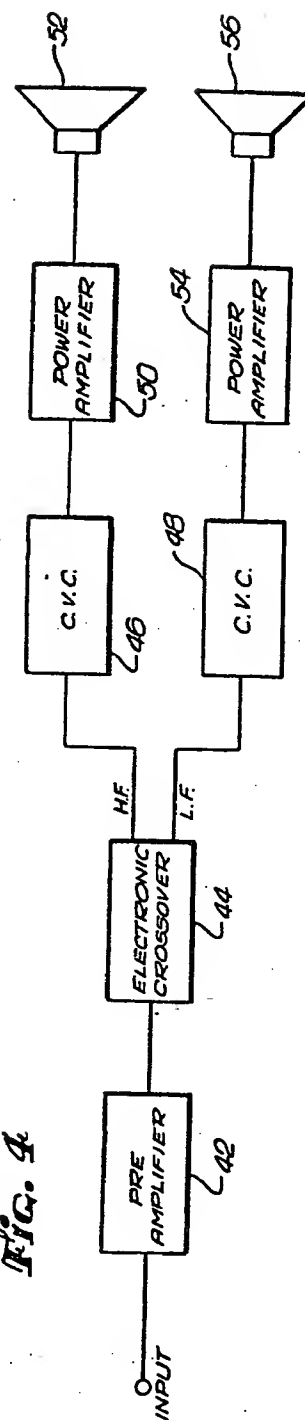 Fig. 4
INPUT
PRE
AMPLIFIER
42
ELECTRONIC
CROSSOVER
44
H.F.
L.F.
C.V.C.
46
C.V.C.
48
POWER
AMPLIFIER
50
POWER
AMPLIFIER
54
52
56